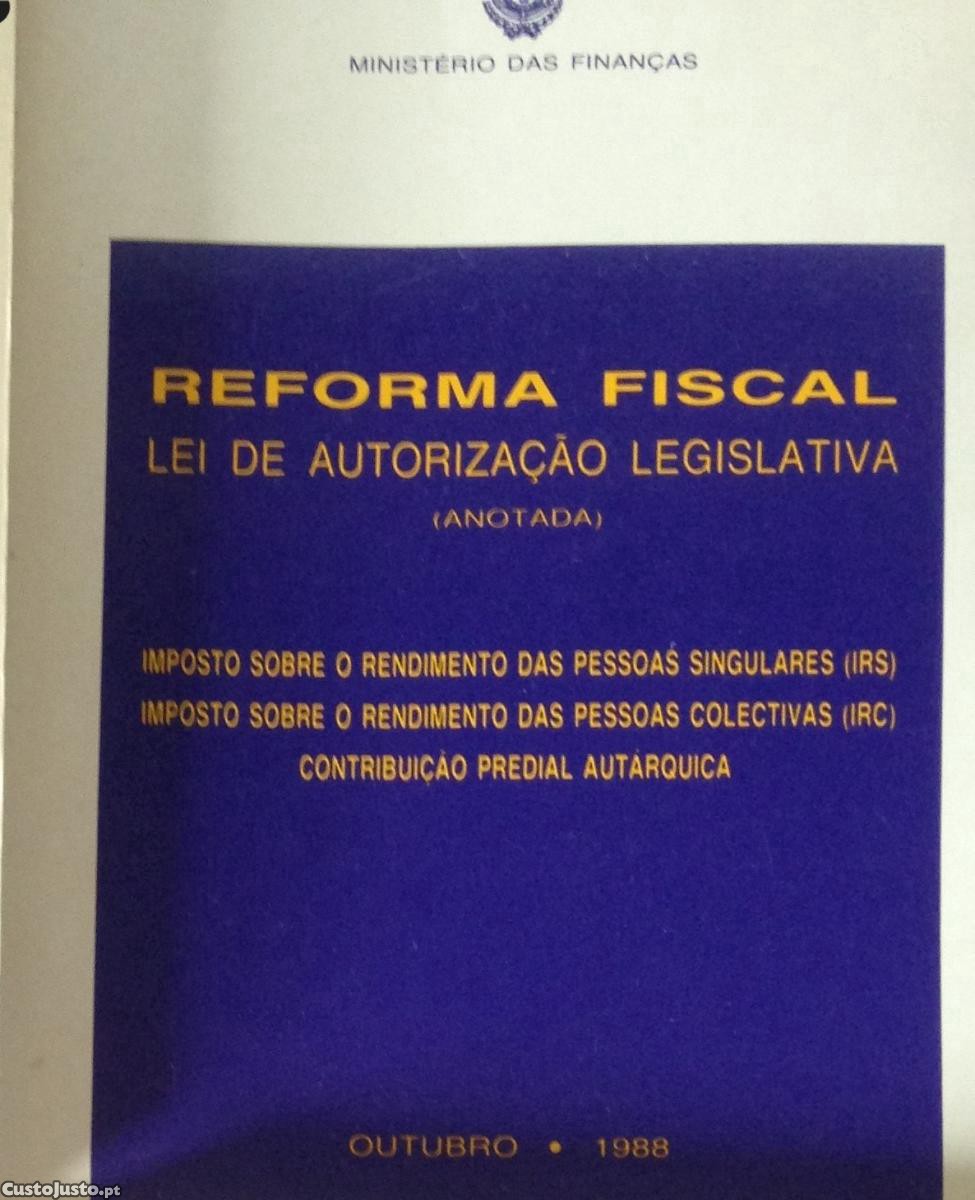 MINISTÉRIO DAS FINANÇAS
REFORMA FISCAL
LEI DE AUTORIZAÇÃO LEGISLATIVA
(ANOTADA)
IMPOSTO SOBRE O RENDIMENTO DAS PESSOAS SINGULARES (IRS)
IMPOSTO SOBRE O RENDIMENTO DAS PESSOAS COLECTIVAS (IRC)
CONTRIBUIÇÃO PREDIAL AUTÁRQUICA
OUTUBRO • 1988
CustoJusto.pt